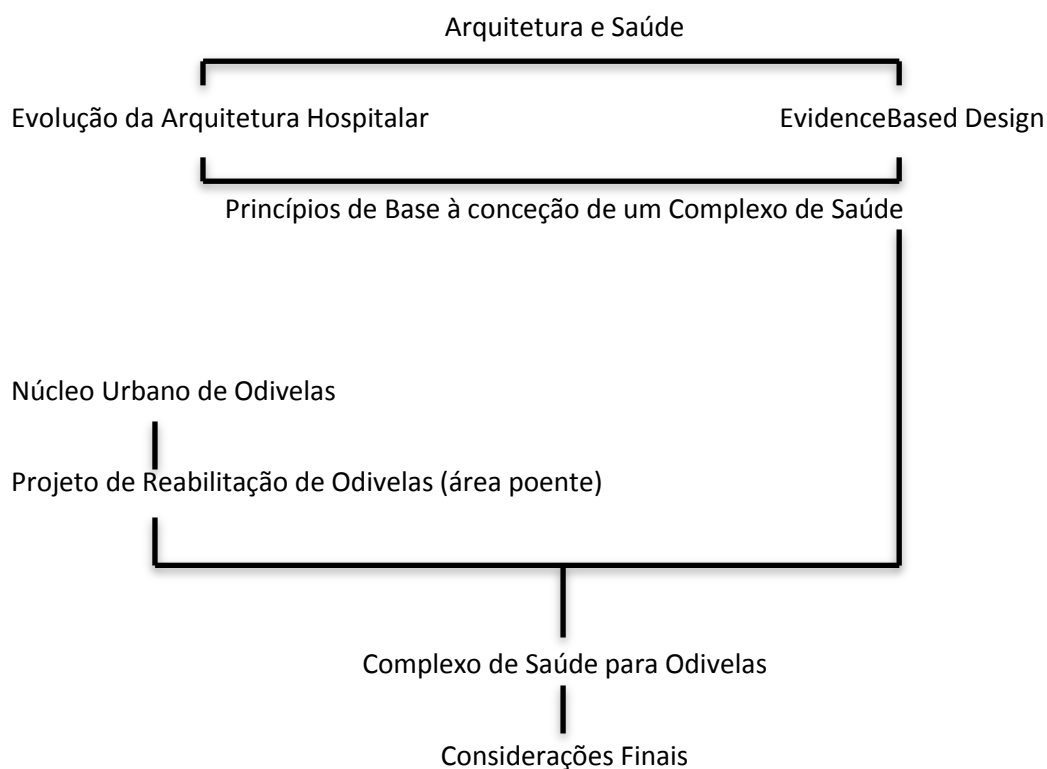 Arquitetura e Saúde
Evolução da Arquitetura Hospitalar
EvidenceBased Design
Princípios de Base à conceção de um Complexo de Saúde
Núcleo Urbano de Odivelas
Projeto de Reabilitação de Odivelas (área poente)
Complexo de Saúde para Odivelas
Considerações Finais